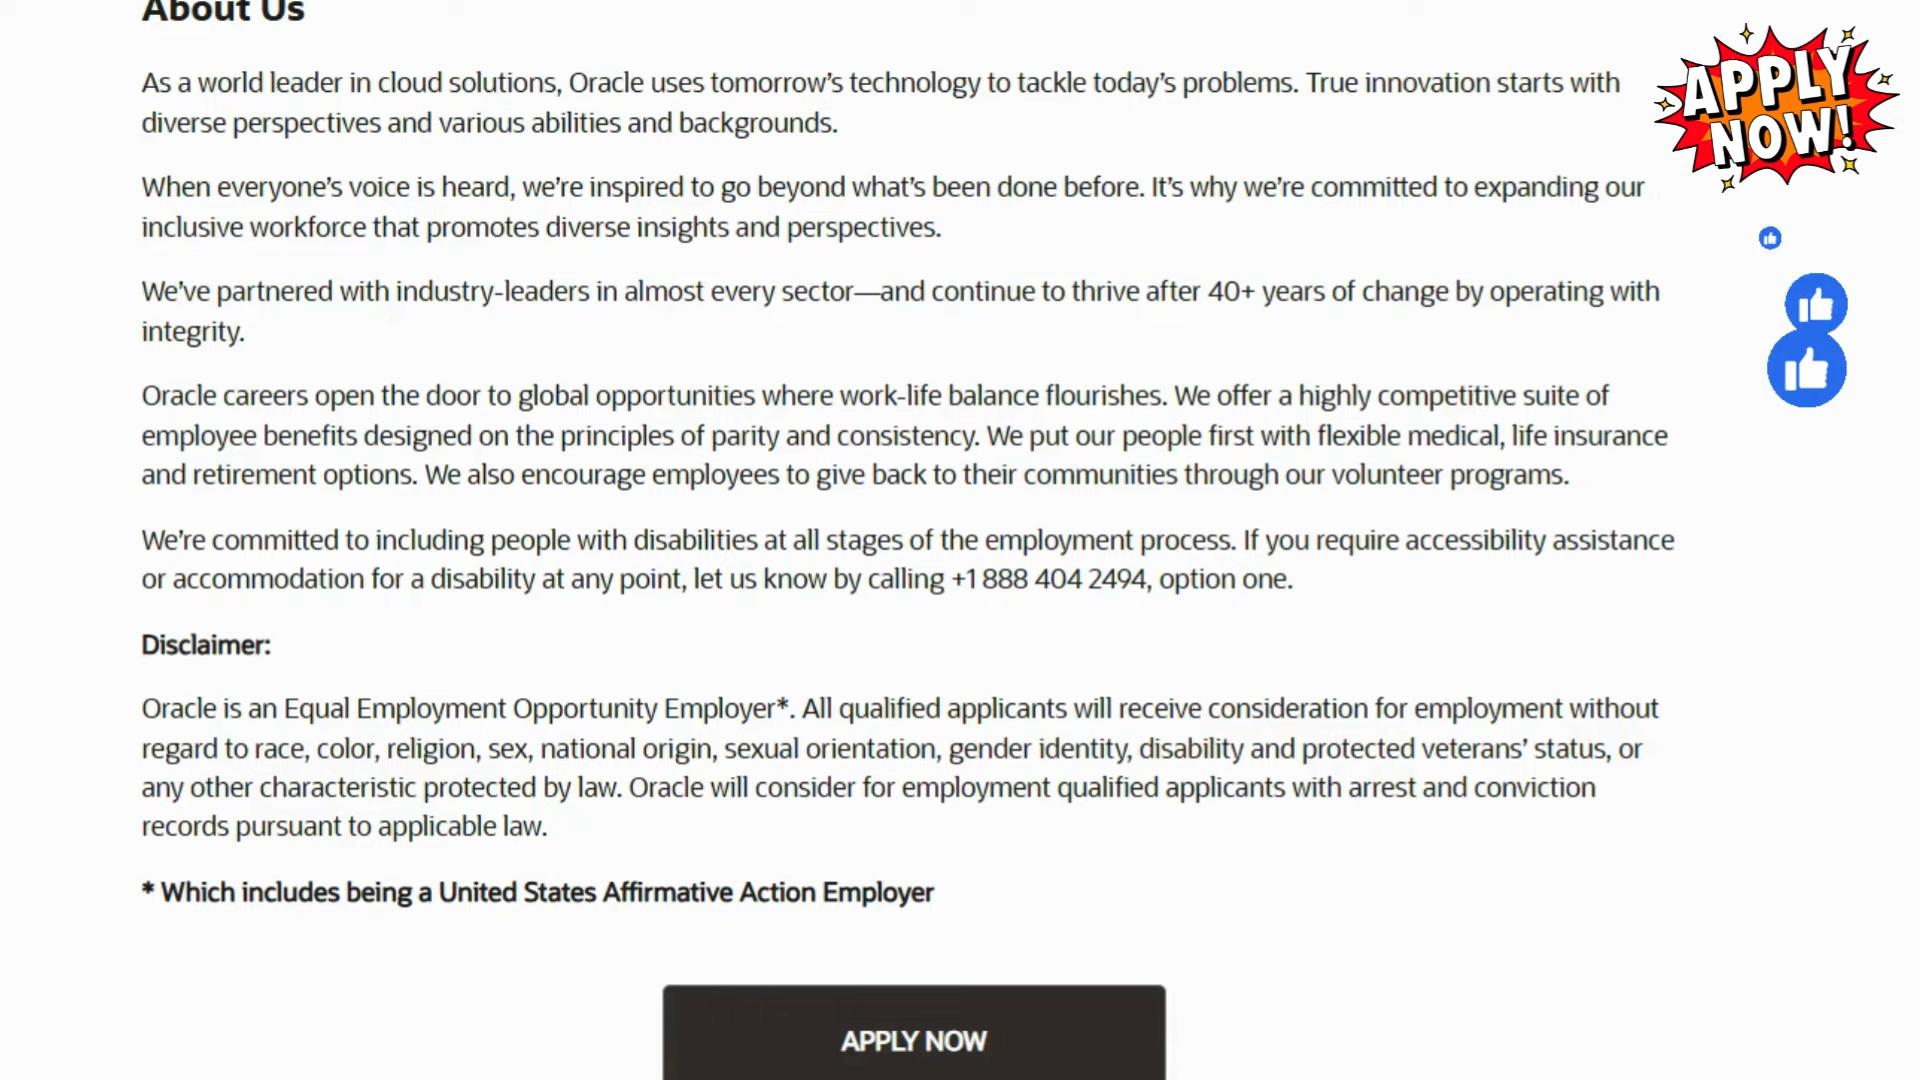 About Us
As a world leader in cloud solutions, Oracle uses tomorrow’s technology to tackle today’s problems. True innovation starts with
diverse perspectives and various abilities and backgrounds.
When everyone’s voice is heard, we’re inspired to go beyond what’s been done before. It’s why we’re committed to expanding our
inclusive workforce that promotes diverse insights and perspectives.
We’ve partnered with industry-leaders in almost every sector—and continue to thrive after 40+ years of change by operating with
integrity.
Oracle careers open the door to global opportunities where work-life balance flourishes. We offer a highly competitive suite of
employee benefits designed on the principles of parity and consistency. We put our people first with flexible medical, life insurance
and retirement options. We also encourage employees to give back to their communities through our volunteer programs.
We’re committed to including people with disabilities at all stages of the employment process. If you require accessibility assistance
or accommodation for a disability at any point, let us know by calling +1 888 404 2494, option one.
Disclaimer:
Oracle is an Equal Employment Opportunity Employer*. All qualified applicants will receive consideration for employment without
regard to race, color, religion, sex, national origin, sexual orientation, gender identity, disability and protected veterans’ status, or
any other characteristic protected by law. Oracle will consider for employment qualified applicants with arrest and conviction
records pursuant to applicable law.
* Which includes being a United States Affirmative Action Employer
APPLY NOW
APPLY
NOW!